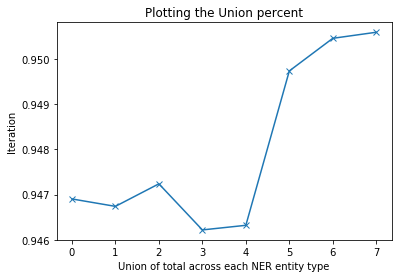 Plotting the Union percent
0.950
0.949
0.948
0.947
0.946
Iteration
0 1 2 3 4 5 6 7
Union of total across each NER entity type